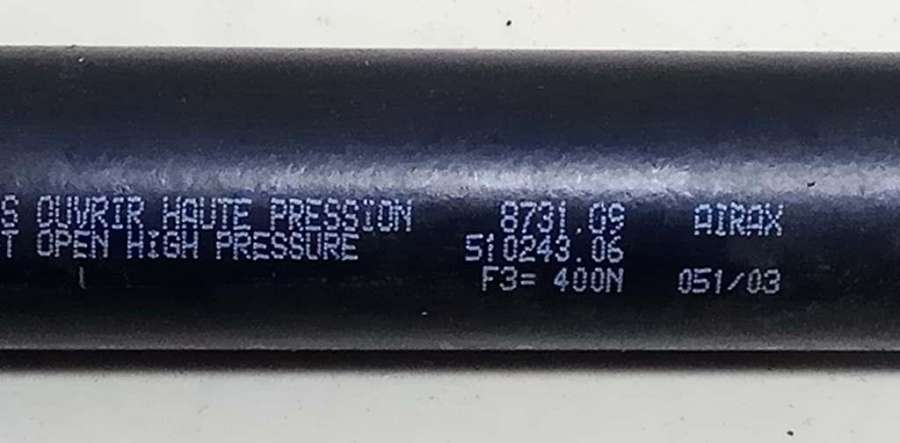 S OUVRIR HAUTE PRESSION 8731.09 AIRAX
T OPEN HIGH PRESSURE 510243.06
F3= 400N 051/03